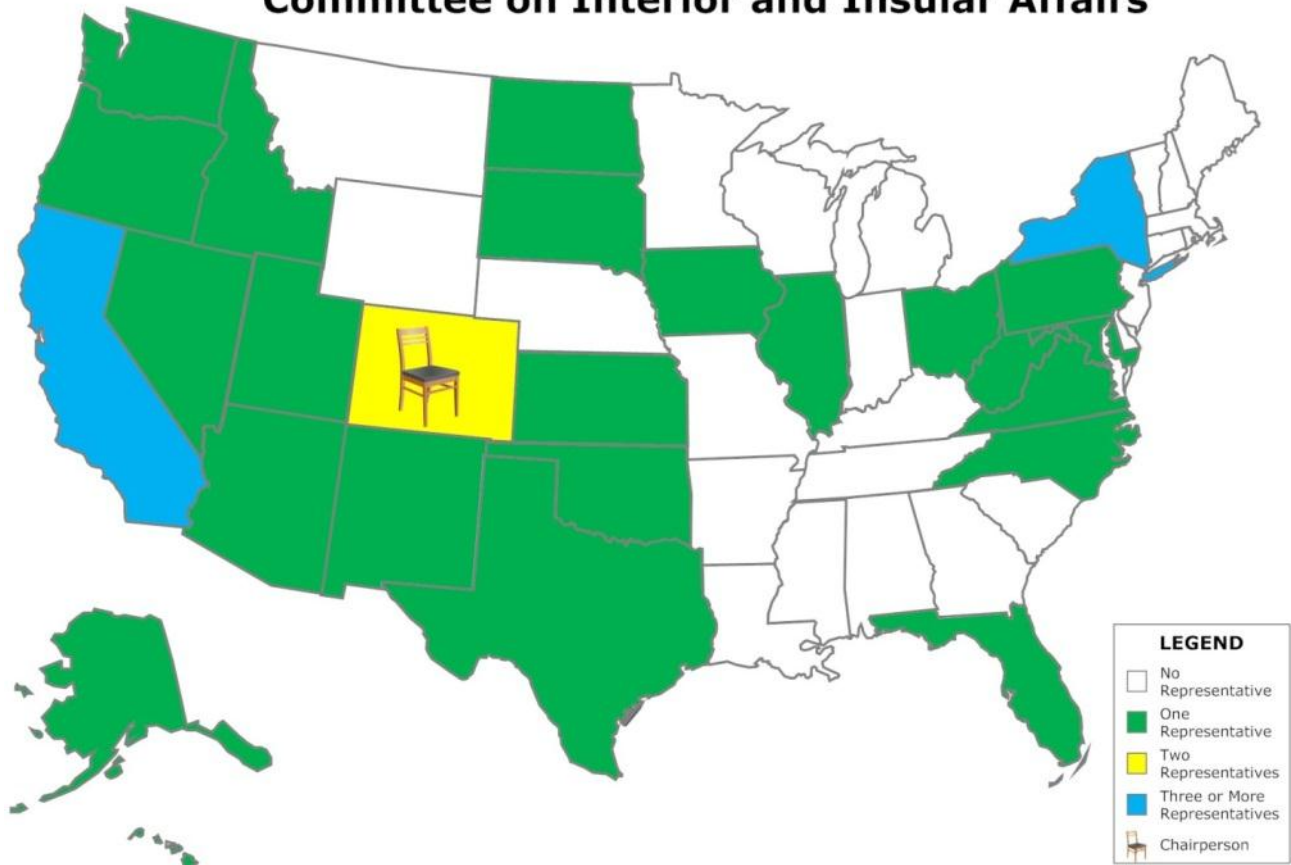 Committee on Interior and Insular Affairs
LEGEND
No
Representative
One
Representative
Two
Representatives
Three or More
Representatives
Chairperson